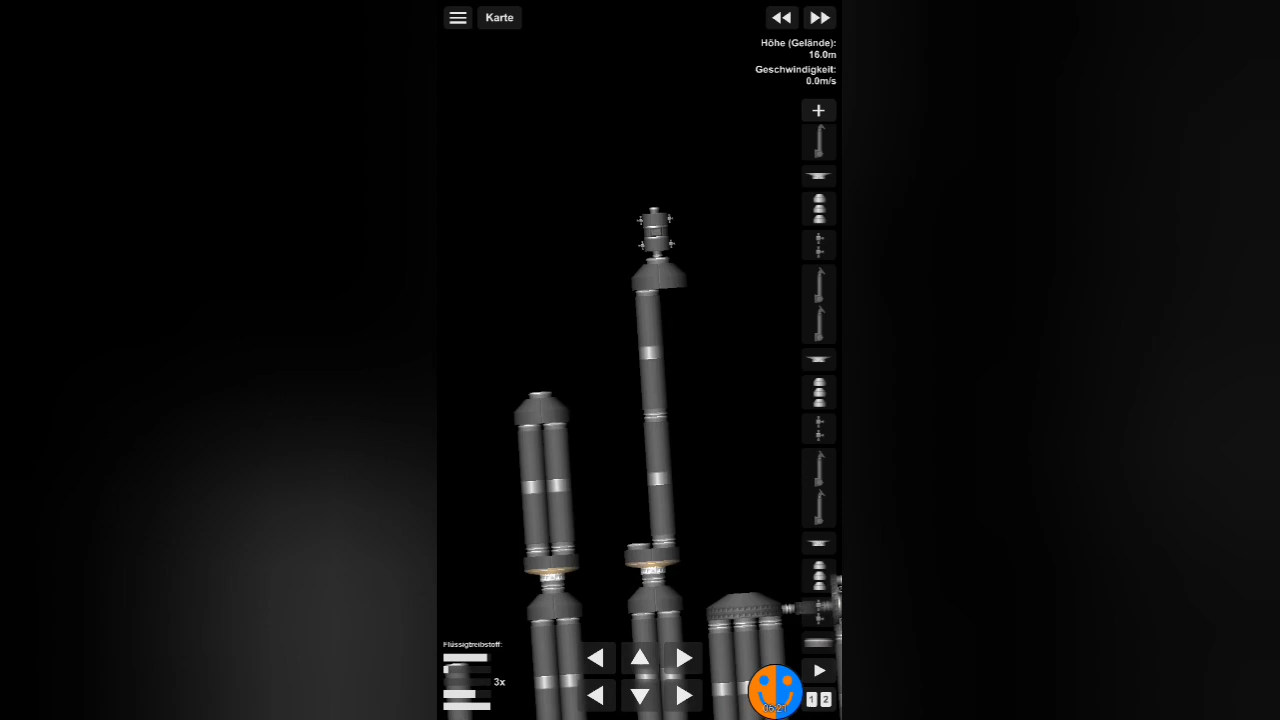 Karte
Höhe (Gelände):
16.0m
Geschwindigkeit:
0.0m/s
Flüssigtreibstoff:
3x
1 2